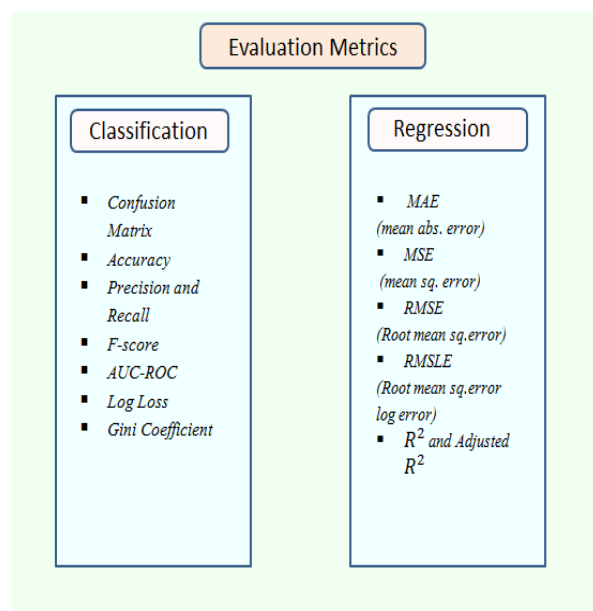 Evaluation Metrics
Classification
▪ Confusion
Matrix
▪ Accuracy
▪ Precision and
Recall
▪ F-score
▪ AUC-ROC
▪ Log Loss
▪ Gini Coefficient
Regression
▪ MAE
(mean abs. error)
▪ MSE
(mean sq. error)
▪ RMSE
(Root mean sq.error)
▪ RMSLE
(Root mean sq.error
log error)
▪ R² and Adjusted
R²